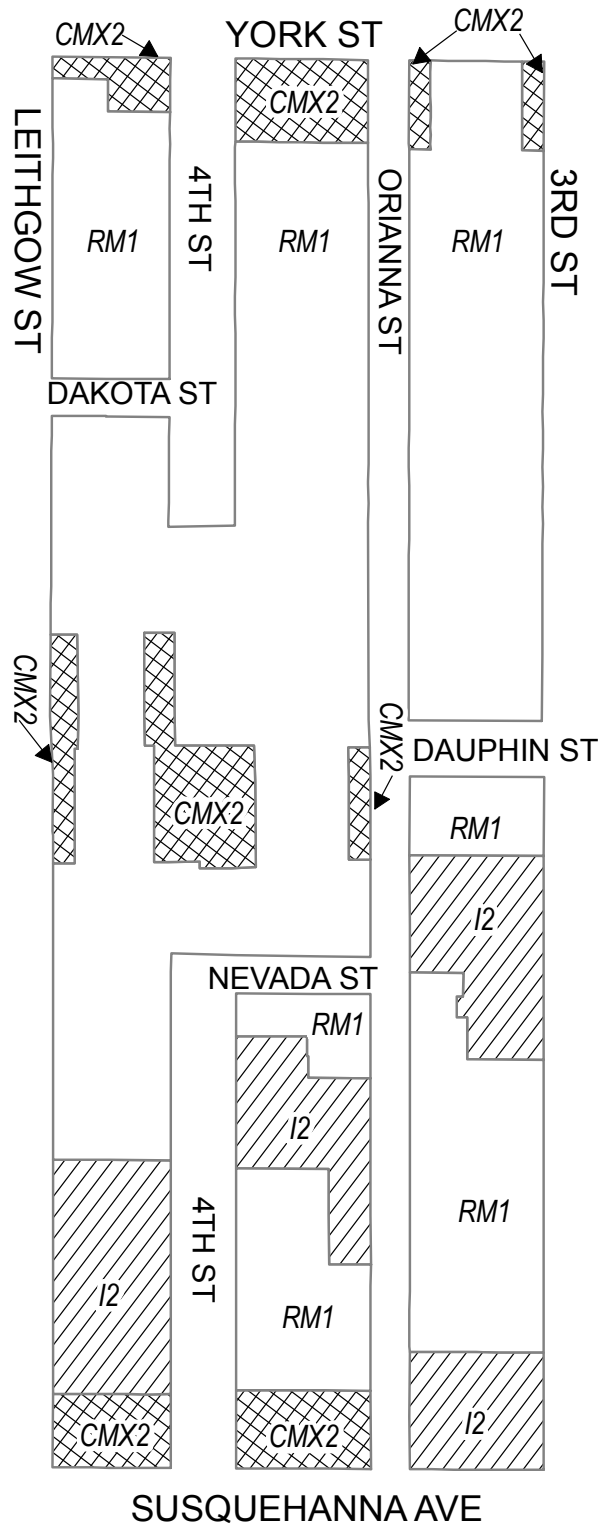 CMX2
YORK ST
CMX2
CMX2
LEITHGOW ST
4TH ST
ORIANNA ST
3RD ST
RM1
RM1
RM1
DAKOTA ST
CMX2
CMX2
DAUPHIN ST
CMX2
RM1
I2
NEVADA ST
RM1
I2
4TH ST
RM1
I2
RM1
CMX2
CMX2
I2
SUSQUEHANNA AVE